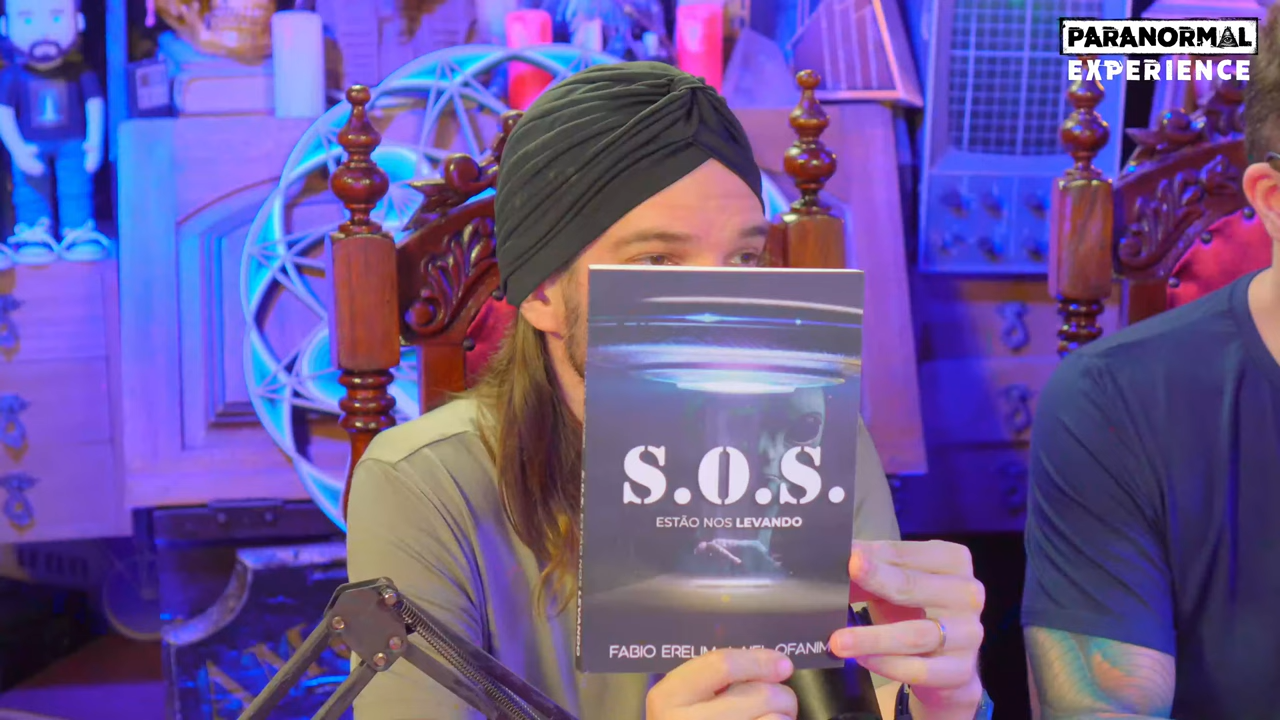 PARANORMAL
EXPERIENCE
S.O.S.
ESTÃO NOS LEVANDO
FABIO ERELIM OFANIM